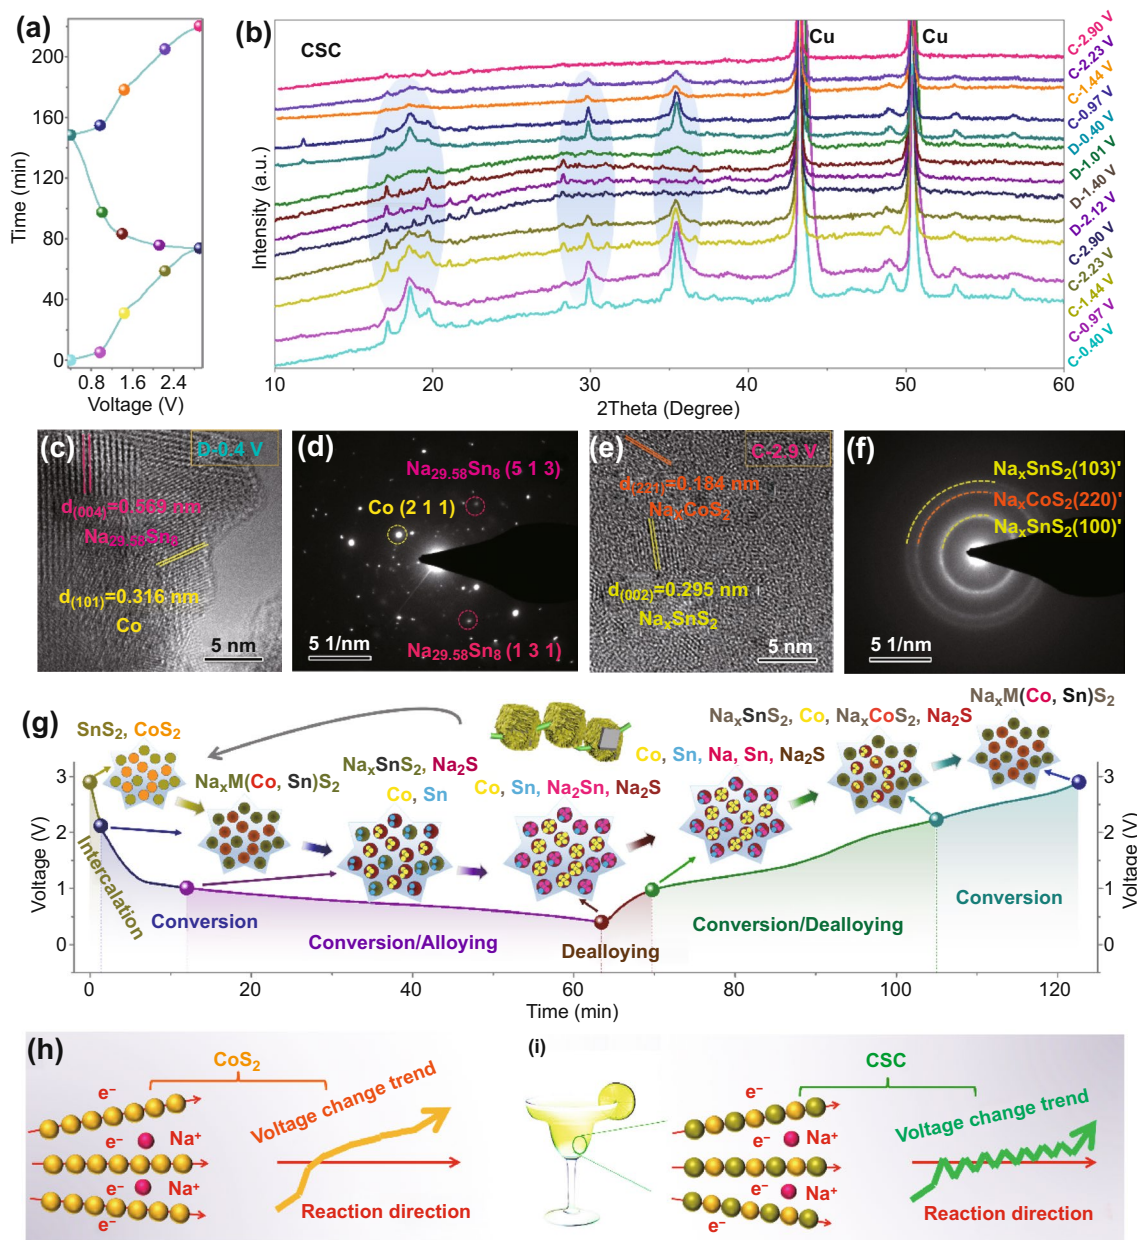 (a)
220
200
160
120
80
40
0
Time (min)
0.8 1.6 2.4
Voltage (V)
(b)
CSC
Cu
Cu
Intensity (a.u.)
10 20 30 40 50 60
2Theta (Degree)
C-2.90 V
C-2.23 V
C-1.44 V
C-0.97 V
D-0.40 V
D-1.01 V
D-1.40 V
D-2.12 V
C-2.90 V
C-2.23 V
C-1.44 V
C-0.97 V
C-0.40 V
(c)
D-0.4 V
d(004)=0.569 nm
Na29.58Sn8
d(101)=0.316 nm
Co
5 nm
(d)
Na29.58Sn8 (5 1 3)
Co (2 1 1)
Na29.58Sn8 (1 3 1)
5 1/nm
(e)
C-2.9 V
d(221)=0.184 nm
NaxCoS2
d(002)=0.295 nm
NaxSnS2
5 nm
(f)
NaxSnS2(103)'
NaxCoS2(220)'
NaxSnS2(100)'
5 1/nm
(g)
SnS2, CoS2
NaxM(Co, Sn)S2
NaxSnS2, Na2S
Co, Sn
Co, Sn, Na2Sn, Na2S
Co, Sn, Na, Sn, Na2S
NaxSnS2, Co, NaxCoS2, Na2S
NaxM(Co, Sn)S2
3
2
1
0
Voltage (V)
Intercalation
Conversion
Conversion/Alloying
Dealloying
Conversion/Dealloying
Conversion
3
2
1
0
Voltage (V)
0 20 40 60 80 100 120
Time (min)
(h)
CoS2
e-
e- Na+
Na+
e-
Voltage change trend
Reaction direction
(i)
CSC
e-
e- Na+
Na+
e-
Voltage change trend
Reaction direction